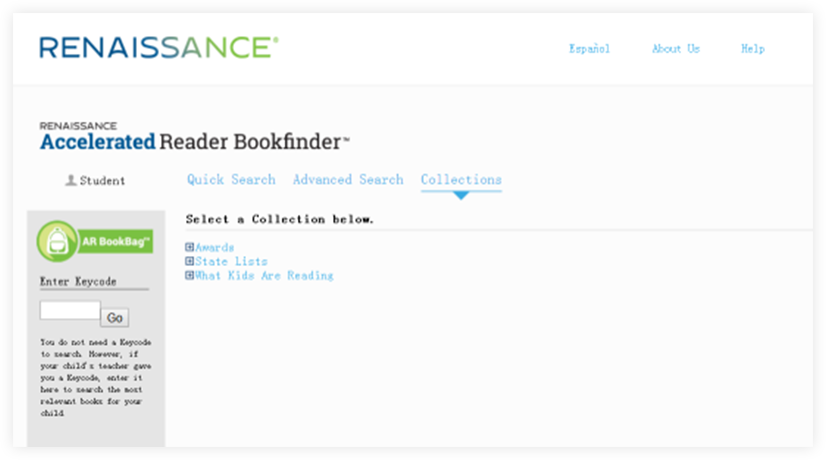 RENAISSANCE®
Español About Us Help
RENAISSANCE
Accelerated Reader Bookfinder™
Student
Quick Search Advanced Search Collections
AR BookBag™
Select a Collection below.
Awards
State Lists
What Kids Are Reading
Enter Keycode
Go
You do not need a Keycode
to search. However, if
your child's teacher gave
you a Keycode, enter it
here to search the most
relevant books for your
child